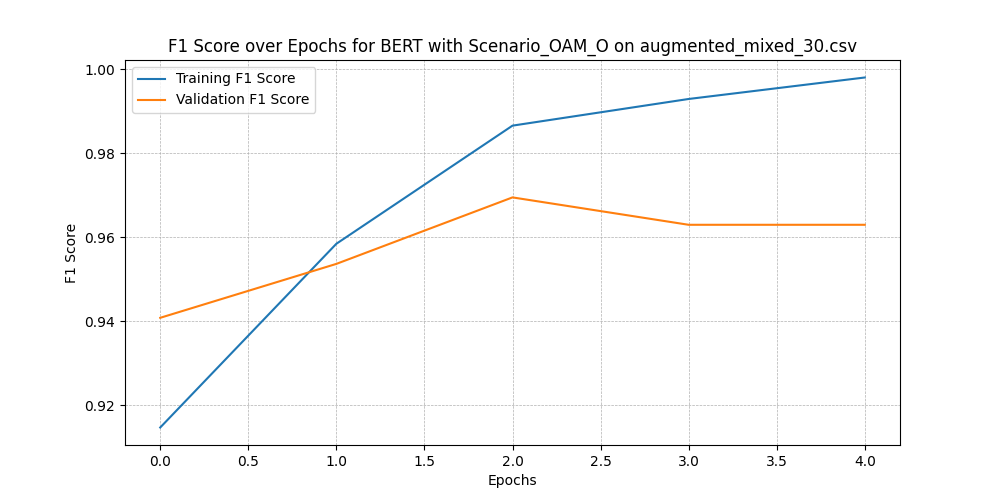 F1 Score over Epochs for BERT with Scenario_OAM_O on augmented_mixed_30.csv
Training F1 Score
Validation F1 Score
1.00
0.98
0.96
0.94
0.92
F1 Score
0.0 0.5 1.0 1.5 2.0 2.5 3.0 3.5 4.0
Epochs